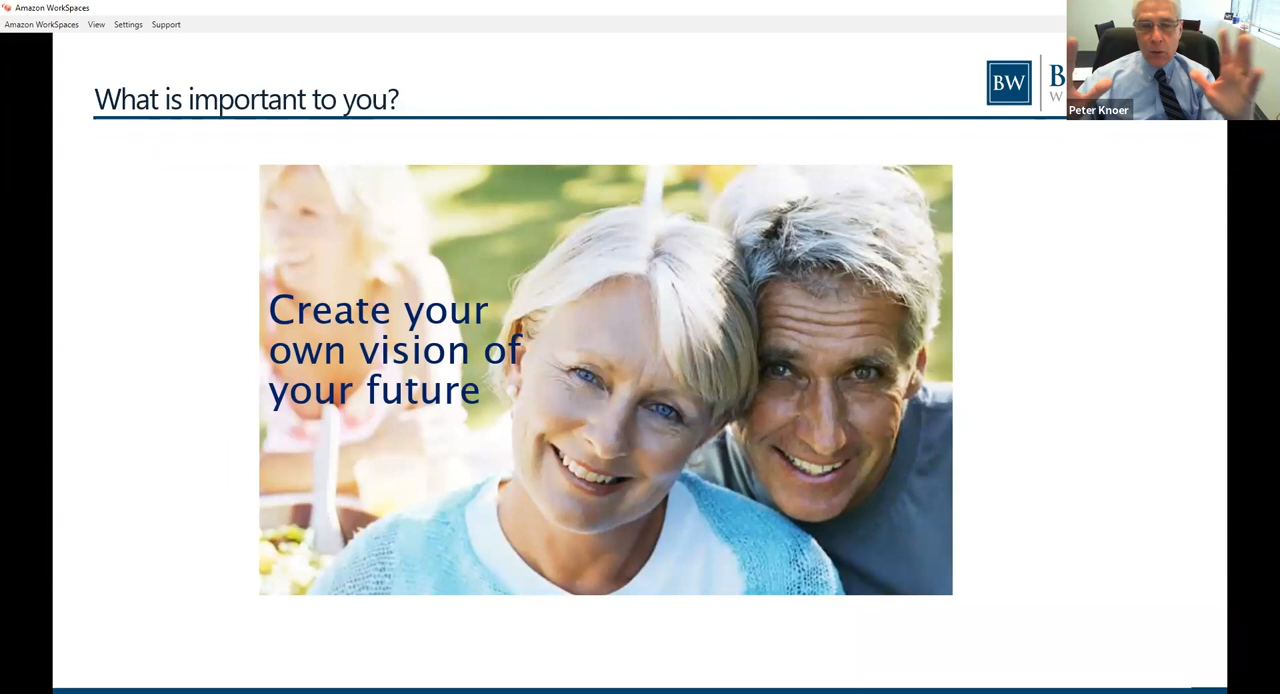 Amazon WorkSpaces
Amazon WorkSpaces View Settings Support
What is important to you?
BW
B
W
Peter Knoer
Create your
own vision of
your future